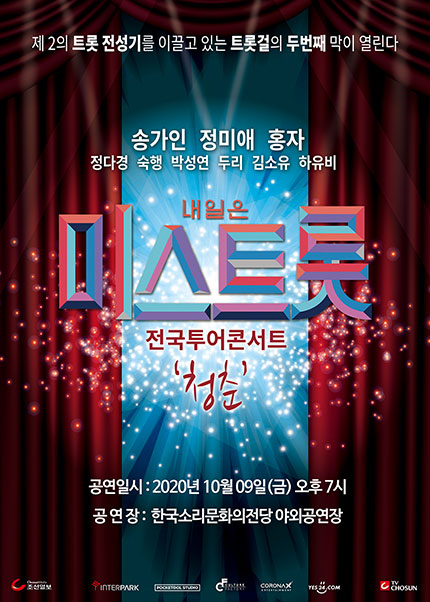 제 2의 트롯 전성기를 이끌고 있는 트롯걸의 두번째 막이 열린다
송가인 정미애 홍자
정다경 숙행 박성연 두리 김소유 하유비
내일은
미스트롯
전국투어콘서트
'청춘'
공연일시 : 2020년 10월 09일(금) 오후 7시
공 연 장 : 한국소리문화의전당 야외공연장
조선일보 INTERPARK POCKETDOL STUDIO CULTURE FACTORY CORONAX ENTERTAINMENT YES24.COM TV CHOSUN